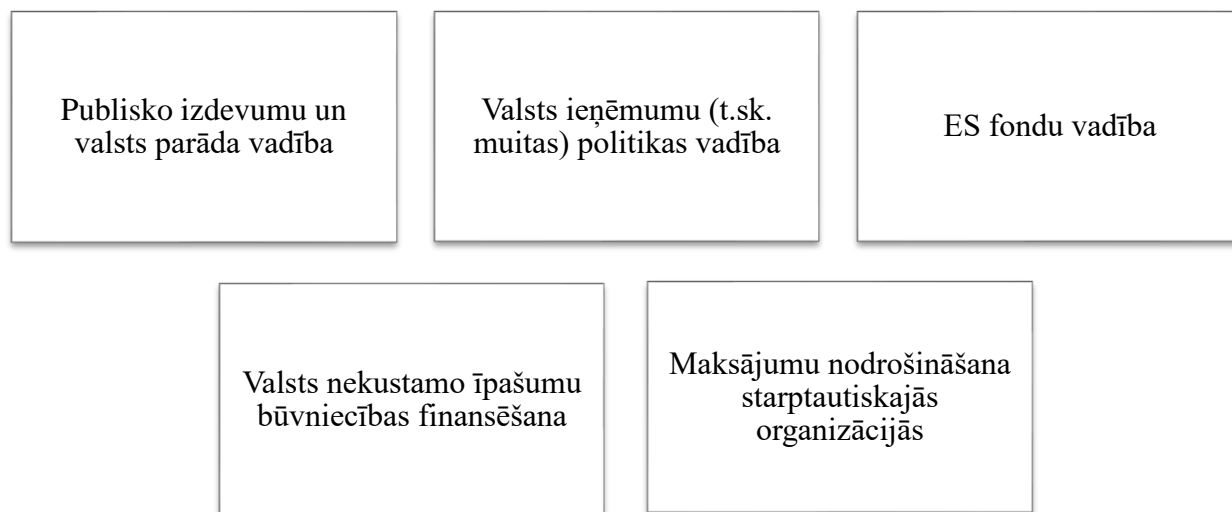 Publisko izdevumu un
valsts parāda vadība
Valsts ieņēmumu (t.sk.
muitas) politikas vadība
ES fondu vadība
Valsts nekustamo īpašumu
būvniecības finansēšana
Maksājumu nodrošināšana
starptautiskajās
organizācijās